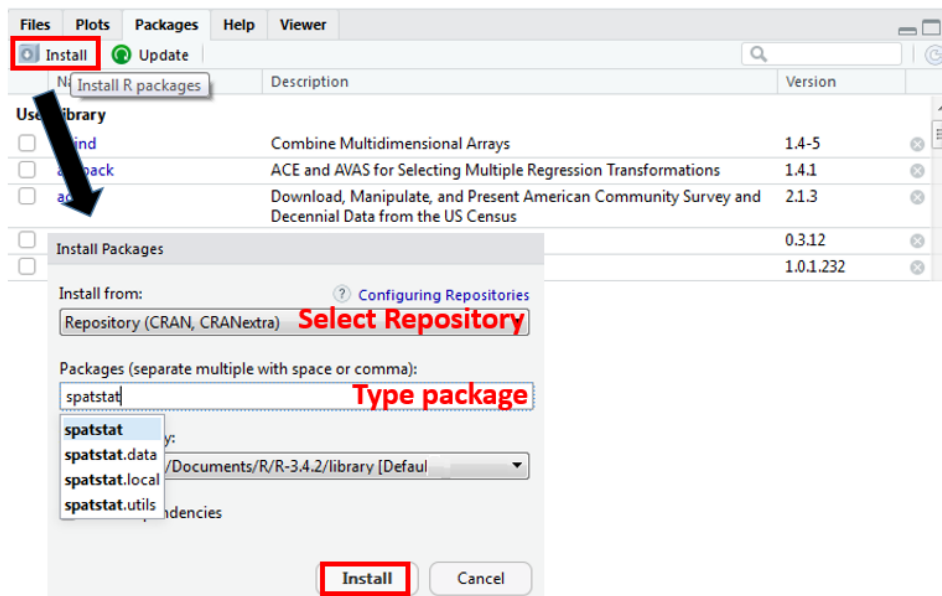 Files Plots Packages Help Viewer
Install Update
Install R packages Description Version
User Library
Combine Multidimensional Arrays 1.4-5
ACE and AVAS for Selecting Multiple Regression Transformations 1.4.1
Download, Manipulate, and Present American Community Survey and 2.1.3
Decennial Data from the US Census
0.3.12
1.0.1.232
Install Packages
Install from: ? Configuring Repositories
Repository (CRAN, CRANextra) Select Repository
Packages (separate multiple with space or comma):
spatstat Type package
spatstat
spatstat.data
/Documents/R/R-3.4.2/library [Defaul
spatstat.local
spatstat.utils
Install Cancel